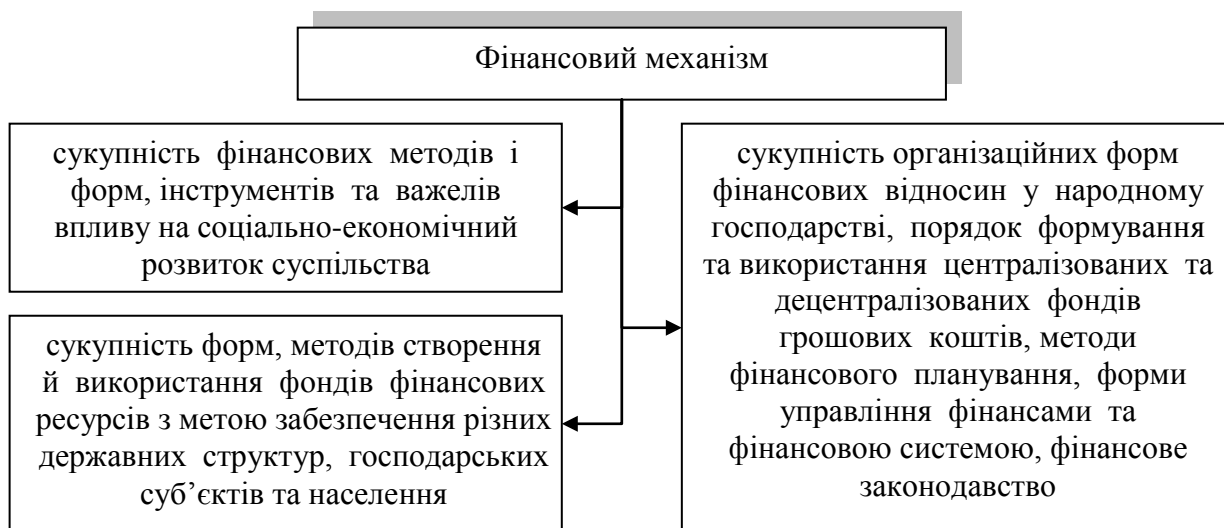 Фінансовий механізм
сукупність фінансових методів і
форм, інструментів та важелів
впливу на соціально-економічний
розвиток суспільства
сукупність форм, методів створення
й використання фондів фінансових
ресурсів з метою забезпечення різних
державних структур, господарських
суб’єктів та населення
сукупність організаційних форм
фінансових відносин у народному
господарстві, порядок формування
та використання централізованих та
децентралізованих фондів
грошових коштів, методи
фінансового планування, форми
управління фінансами та
фінансовою системою, фінансове
законодавство